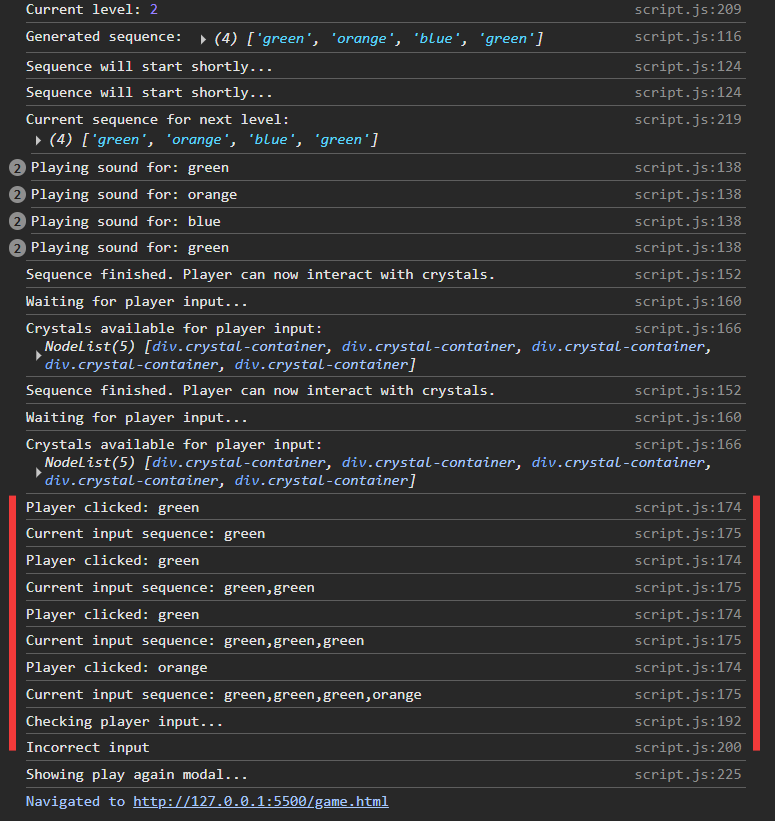 Current level: 2 script.js:209
Generated sequence: (4) ['green', 'orange', 'blue', 'green'] script.js:116
Sequence will start shortly... script.js:124
Sequence will start shortly... script.js:124
Current sequence for next level: script.js:219
(4) ['green', 'orange', 'blue', 'green']
2 Playing sound for: green script.js:138
2 Playing sound for: orange script.js:138
2 Playing sound for: blue script.js:138
2 Playing sound for: green script.js:138
Sequence finished. Player can now interact with crystals. script.js:152
Waiting for player input... script.js:160
Crystals available for player input: script.js:166
NodeList(5) [div.crystal-container, div.crystal-container, div.crystal-container,
div.crystal-container, div.crystal-container]
Sequence finished. Player can now interact with crystals. script.js:152
Waiting for player input... script.js:160
Crystals available for player input: script.js:166
NodeList(5) [div.crystal-container, div.crystal-container, div.crystal-container,
div.crystal-container, div.crystal-container]
Player clicked: green script.js:174
Current input sequence: green script.js:175
Player clicked: green script.js:174
Current input sequence: green,green script.js:175
Player clicked: green script.js:174
Current input sequence: green,green,green script.js:175
Player clicked: orange script.js:174
Current input sequence: green,green,green,orange script.js:175
Checking player input... script.js:192
Incorrect input script.js:200
Showing play again modal... script.js:225
Navigated to http://127.0.0.1:5500/game.html